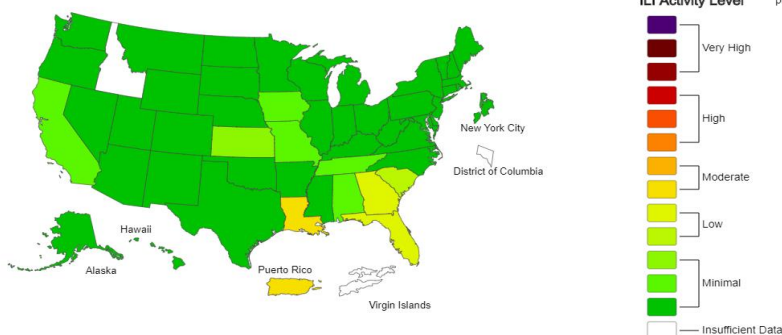 ILI Activity Level
Very High
High
Moderate
Low
Minimal
Insufficient Data
New York City
District of Columbia
Hawaii
Alaska
Puerto Rico
Virgin Islands